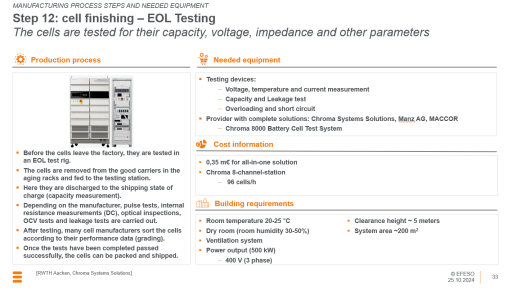 MANUFACTURING PROCESS STEPS AND NEEDED EQUIPMENT
Step 12: cell finishing – EOL Testing
The cells are tested for their capacity, voltage, impedance and other parameters
Production process
Before the cells leave the factory, they are tested in
an EOL test rig.
The cells are removed from the good carriers in the
aging racks and fed to the testing station.
Here they are discharged to the shipping state of
charge (capacity measurement).
Depending on the manufacturer, pulse tests, internal
resistance measurements (DC), optical inspections,
OCV tests and leakage tests are carried out.
After testing, many cell manufacturers sort the cells
according to their performance data (grading).
Once the tests have been completed passed
successfully, the cells can be packed and shipped.
Needed equipment
Testing devices:
– Voltage, temperature and current measurement
– Capacity and Leakage test
– Overloading and short circuit
Provider with complete solutions: Chroma Systems Solutions, Manz AG, MACCOR
– Chroma 8000 Battery Cell Test System
Cost information
0,35 m€ for all-in-one solution
Chroma 8-channel-station
– 96 cells/h
Building requirements
Room temperature 20-25 °C
Dry room (room humidity 30-50%)
Ventilation system
Power output (500 kW)
– 400 V (3 phase)
Clearance height ~ 5 meters
System area ~200 m²
[RWTH Aachen, Chroma Systems Solutions]
© EFESO
25.10.2024
33